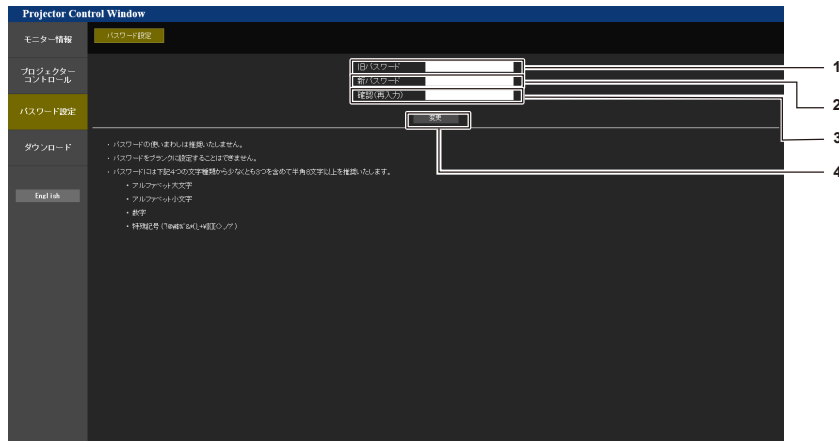 Projector Control Window
モニター情報
パスワード設定
プロジェクター
コントロール
パスワード設定
ダウンロード
English
旧パスワード
新パスワード
確認(再入力)
変更
・ パスワードの使いまわしは推奨いたしません。
・ パスワードをブランクに設定することはできません。
・ パスワードには下記4つの文字種類から少なくとも3つを含めて半角8文字以上を推奨いたします。
・ アルファベット大文字
・ アルファベット小文字
・ 数字
・ 特殊記号
1
2
3
4